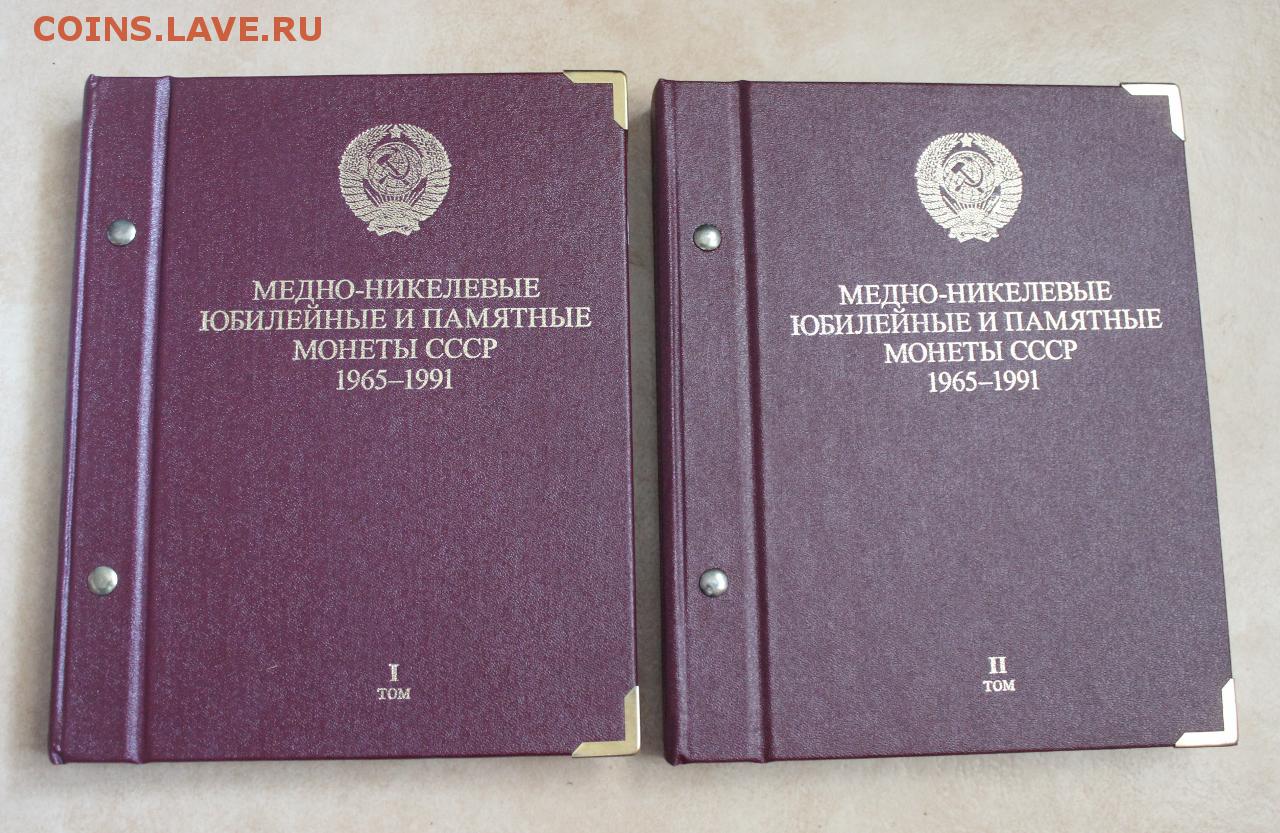 COINS.LAVE.RU
МЕДНО-НИКЕЛЕВЫЕ
ЮБИЛЕЙНЫЕ И ПАМЯТНЫЕ
МОНЕТЫ СССР
1965–1991
I
ТОМ
МЕДНО-НИКЕЛЕВЫЕ
ЮБИЛЕЙНЫЕ И ПАМЯТНЫЕ
МОНЕТЫ СССР
1965–1991
II
ТОМ